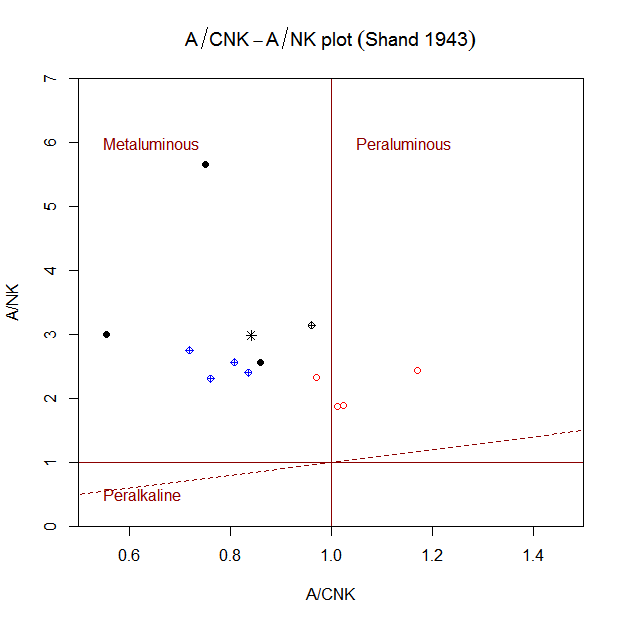 A/CNK–A/NK plot (Shand 1943)
7
Metaluminous Peraluminous
6
5
4
A/NK
3
2
1
Peralkaline
0
0.6 0.8 1.0 1.2 1.4
A/CNK